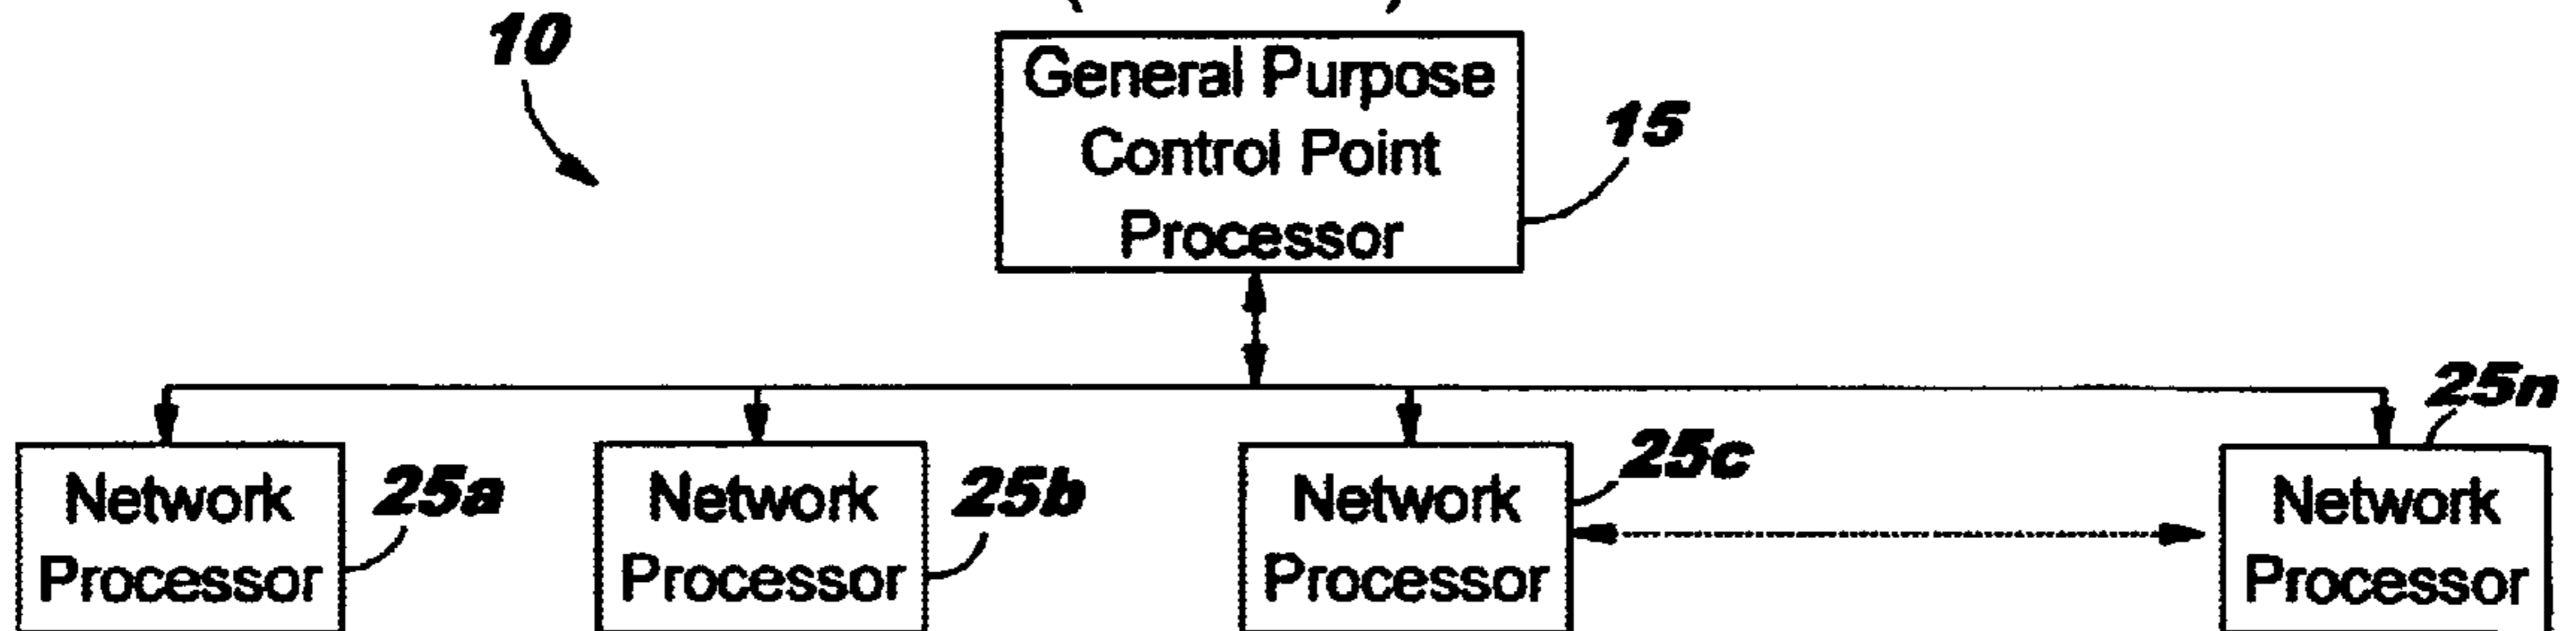 10
General Purpose
Control Point
Processor
15
25n
Network
Processor
25a
Network
Processor
25b
Network
Processor
25c
Network
Processor